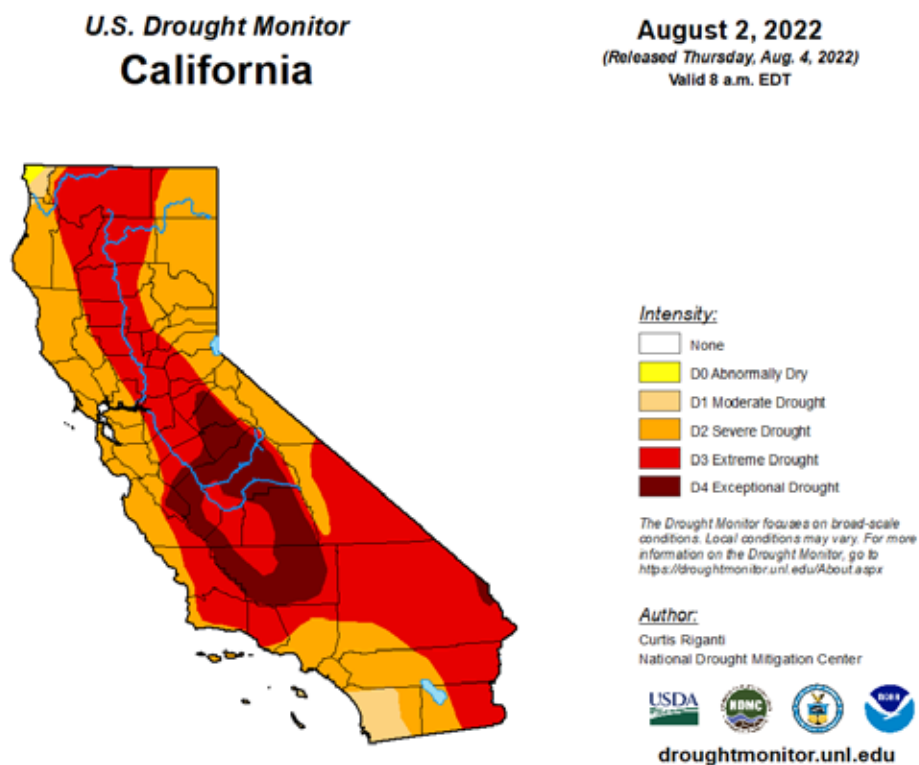 U.S. Drought Monitor
California
August 2, 2022
(Released Thursday, Aug. 4, 2022)
Valid 8 a.m. EDT
Intensity:
None
D0 Abnormally Dry
D1 Moderate Drought
D2 Severe Drought
D3 Extreme Drought
D4 Exceptional Drought
The Drought Monitor focuses on broad-scale
conditions. Local conditions may vary. For more
information on the Drought Monitor, go to
https://droughtmonitor.unl.edu/About.aspx
Author:
Curtis Riganti
National Drought Mitigation Center
USDA
NDMC
NOAA
droughtmonitor.unl.edu